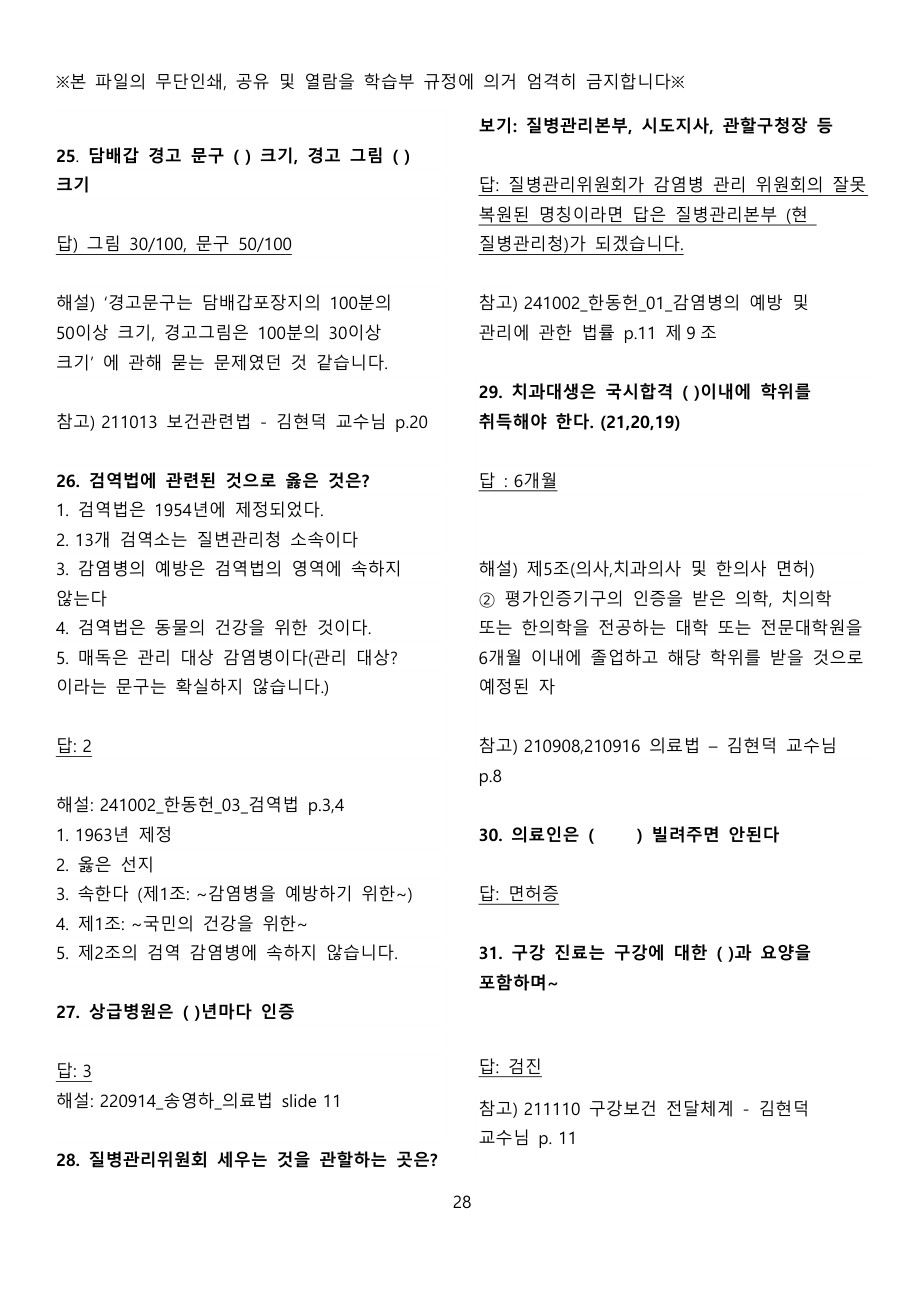 ※본 파일의 무단인쇄, 공유 및 열람을 학습부 규정에 의거 엄격히 금지합니다※
25. 담배갑 경고 문구 ( ) 크기, 경고 그림 ( )
크기
답) 그림 30/100, 문구 50/100
해설) ‘경고문구는 담배갑포장지의 100분의
50이상 크기, 경고그림은 100분의 30이상
크기‘ 에 관해 묻는 문제였던 것 같습니다.
참고) 211013 보건관련법 - 김현덕 교수님 p.20
26. 검역법에 관련된 것으로 옳은 것은?
1. 검역법은 1954년에 제정되었다.
2. 13개 검역소는 질변관리청 소속이다
3. 감염병의 예방은 검역법의 영역에 속하지
않는다
4. 검역법은 동물의 건강을 위한 것이다.
5. 매독은 관리 대상 감염병이다(관리 대상?
이라는 문구는 확실하지 않습니다.)
답: 2
해설: 241002_한동헌_03_검역법 p.3,4
1. 1963년 제정
2. 옳은 선지
3. 속한다 (제1조: ~감염병을 예방하기 위한~)
4. 제1조: ~국민의 건강을 위한~
5. 제2조의 검역 감염병에 속하지 않습니다.
27. 상급병원은 ( )년마다 인증
답: 3
해설: 220914_송영하_의료법 slide 11
28. 질병관리위원회 세우는 것을 관할하는 곳은?
보기: 질병관리본부, 시도지사, 관할구청장 등
답: 질병관리위원회가 감염병 관리 위원회의 잘못
복원된 명칭이라면 답은 질병관리본부 (현
질병관리청)가 되겠습니다.
참고) 241002_한동헌_01_감염병의 예방 및
관리에 관한 법률 p.11 제 9 조
29. 치과대생은 국시합격 ( )이내에 학위를
취득해야 한다. (21,20,19)
답 : 6개월
해설) 제5조(의사,치과의사 및 한의사 면허)
② 평가인증기구의 인증을 받은 의학, 치의학
또는 한의학을 전공하는 대학 또는 전문대학원을
6개월 이내에 졸업하고 해당 학위를 받을 것으로
예정된 자
참고) 210908,210916 의료법 – 김현덕 교수님
p.8
30. 의료인은 (      ) 빌려주면 안된다
답: 면허증
31. 구강 진료는 구강에 대한 ( )과 요양을
포함하며~
답: 검진
참고) 211110 구강보건 전달체계 - 김현덕
교수님 p. 11
28